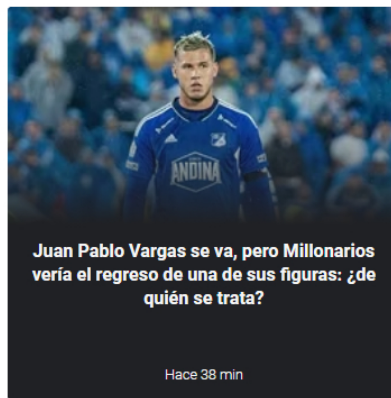 ANDINA
Juan Pablo Vargas se va, pero Millonarios
vería el regreso de una de sus figuras: ¿de
quién se trata?
Hace 38 min